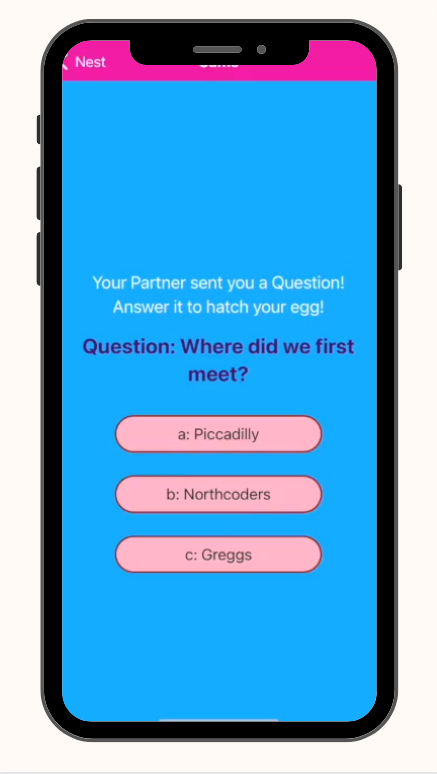 Nest
Your Partner sent you a Question!
Answer it to hatch your egg!
Question: Where did we first
meet?
a: Piccadilly
b: Northcoders
c: Greggs